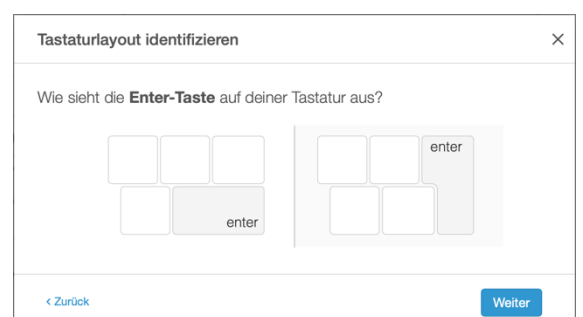 Tastaturlayout identifizieren
Wie sieht die Enter-Taste auf deiner Tastatur aus?
enter
enter
< Zurück
Weiter